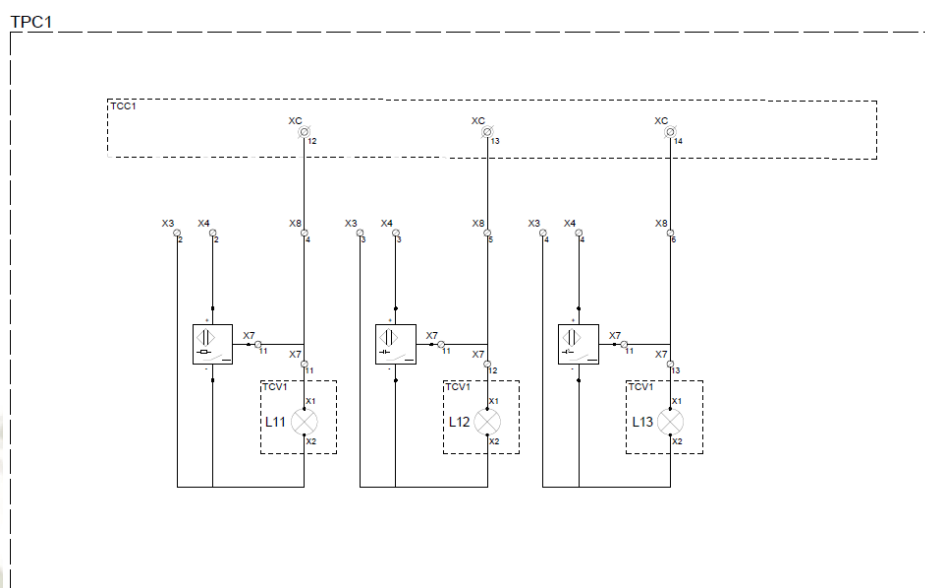 TPC1
TCC1
XC XC XC
12 13 14
X3 X4 X8 X3 X4 X8 X3 X4 X8
2 2 4 3 3 5 4 4 6
+ + +
X7 X7 X7
11 11 11
- - -
X7 X7 X7
11 12 13
TCV1 TCV1 TCV1
X1 X1 X1
L11 L12 L13
X2 X2 X2